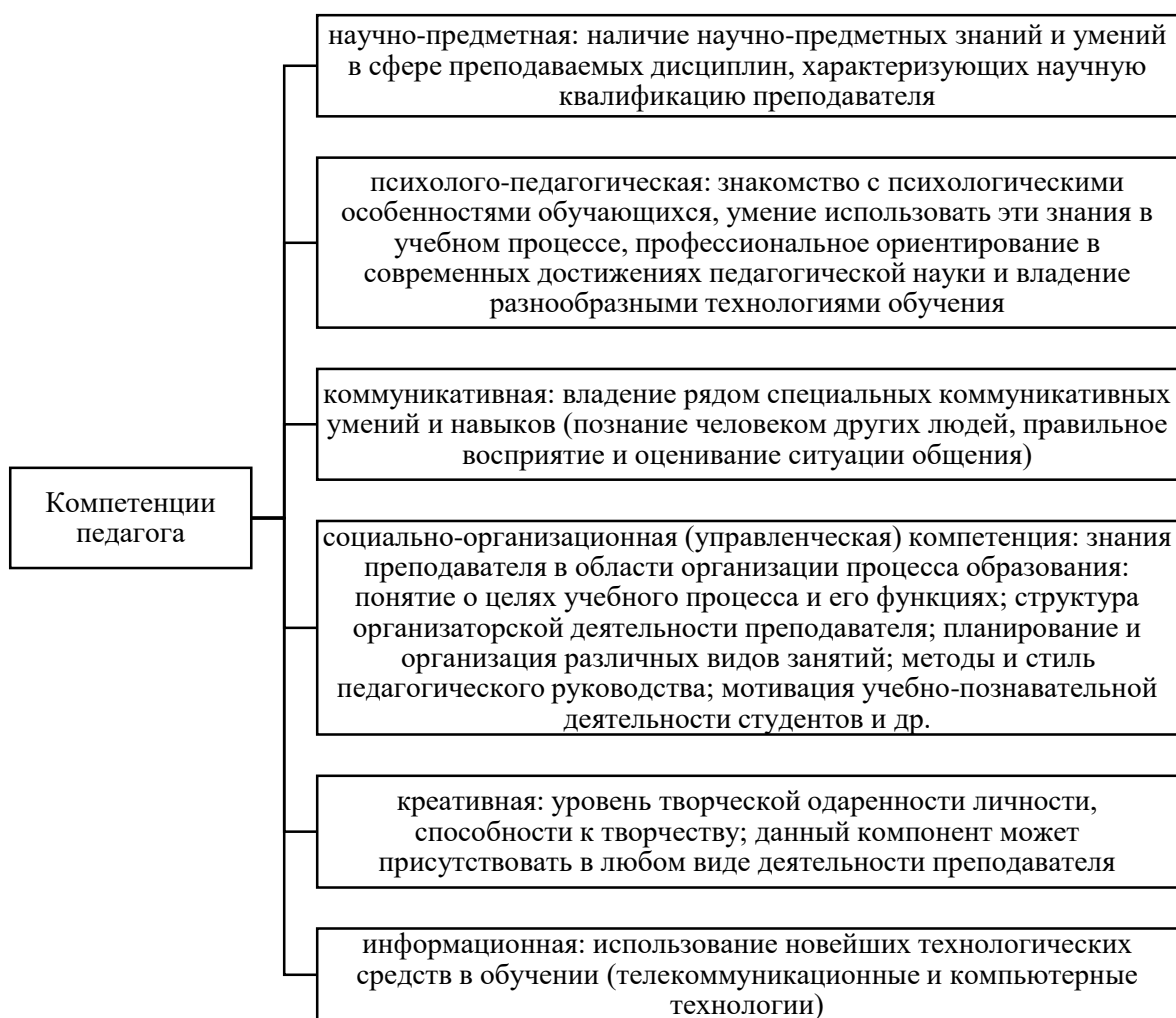 научно-предметная: наличие научно-предметных знаний и умений
в сфере преподаваемых дисциплин, характеризующих научную
квалификацию преподавателя
психолого-педагогическая: знакомство с психологическими
особенностями обучающихся, умение использовать эти знания в
учебном процессе, профессиональное ориентирование в
современных достижениях педагогической науки и владение
разнообразными технологиями обучения
коммуникативная: владение рядом специальных коммуникативных
умений и навыков (познание человеком других людей, правильное
восприятие и оценивание ситуации общения)
Компетенции
педагога
социально-организационная (управленческая) компетенция: знания
преподавателя в области организации процесса образования:
понятие о целях учебного процесса и его функциях; структура
организаторской деятельности преподавателя; планирование и
организация различных видов занятий; методы и стиль
педагогического руководства; мотивация учебно-познавательной
деятельности студентов и др.
креативная: уровень творческой одаренности личности,
способности к творчеству; данный компонент может
присутствовать в любом виде деятельности преподавателя
информационная: использование новейших технологических
средств в обучении (телекоммуникационные и компьютерные
технологии)